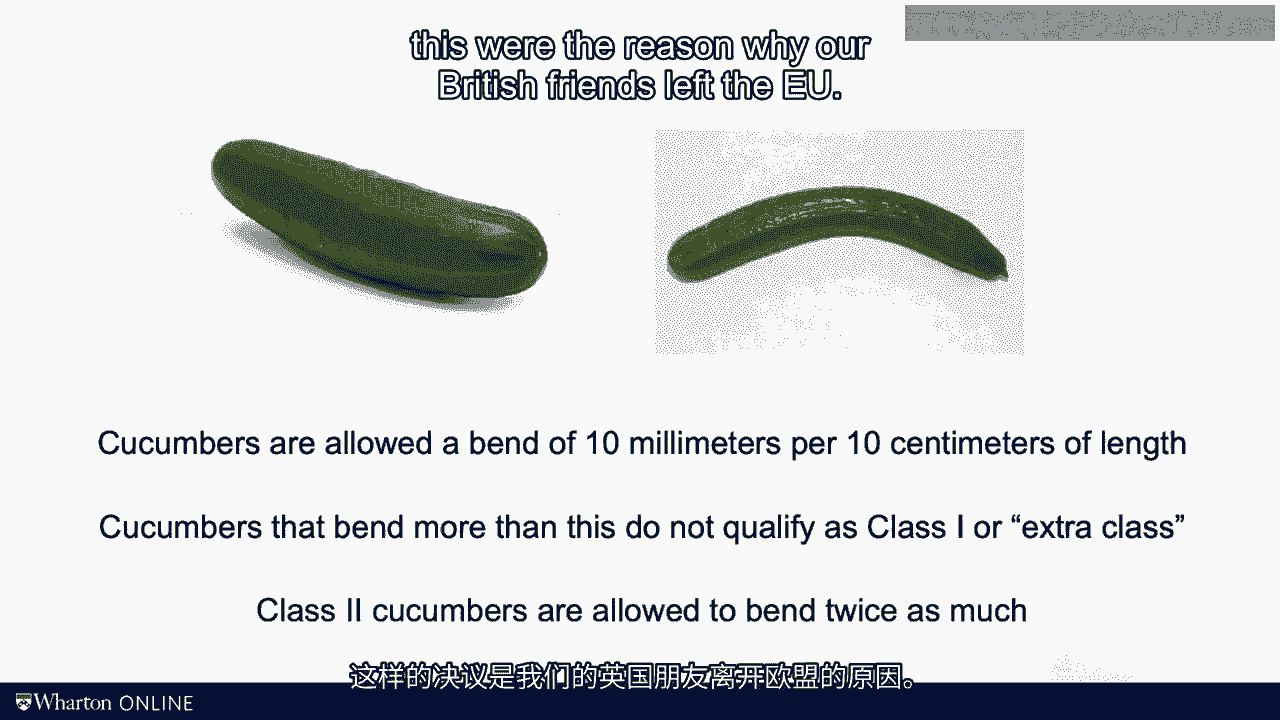 this were the reason why our
British friends left the EU.
Cucumbers are allowed a bend of 10 millimeters per 10 centimeters of length
Cucumbers that bend more than this do not qualify as Class I or “extra class”
Class II cucumbers are allowed to bend twice as much
这样的决议是我们的英国朋友离开欧盟的原因。
Wharton ONLINE